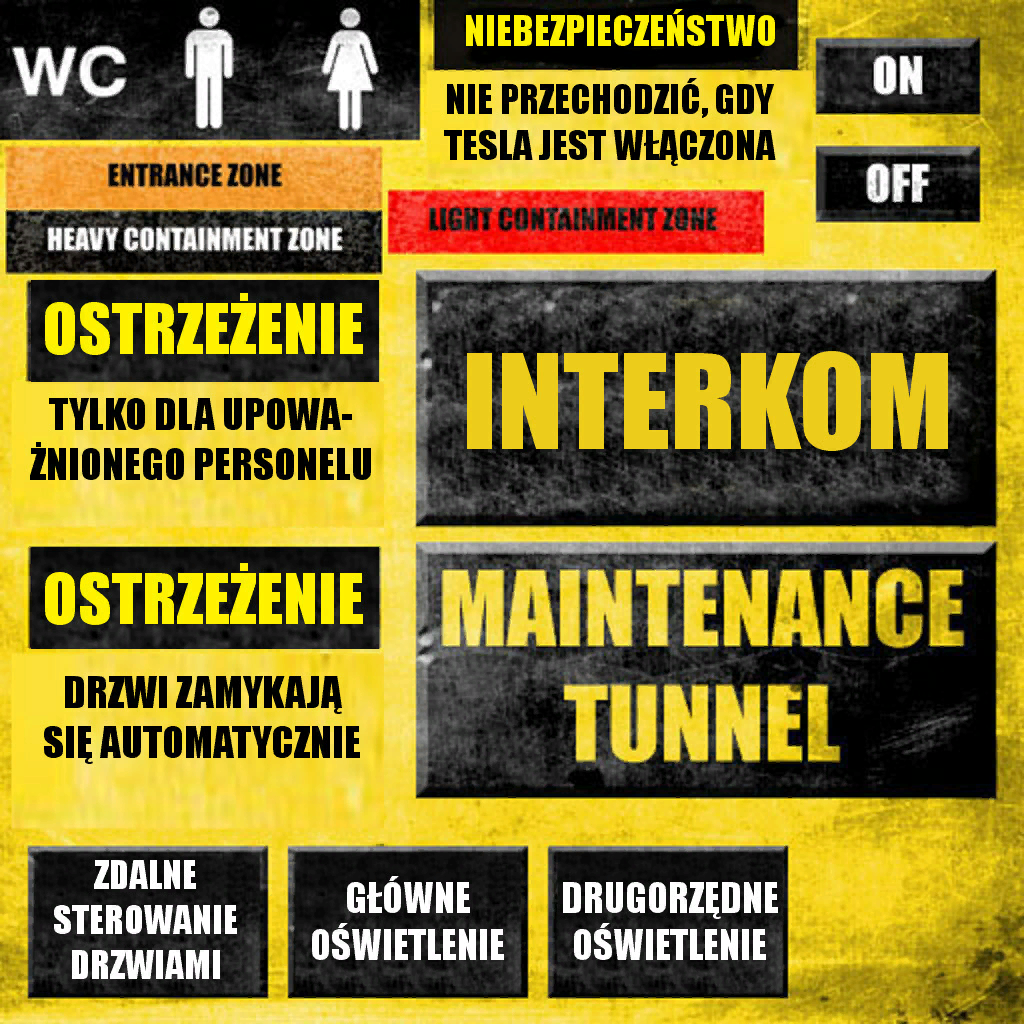 WC
NIEBEZPIECZEŃSTWO
NIE PRZECHODZIĆ, GDY
TESLA JEST WŁĄCZONA
ON
OFF
ENTRANCE ZONE
HEAVY CONTAINMENT ZONE
LIGHT CONTAINMENT ZONE
OSTRZEŻENIE
TYLKO DLA UPOWA-
ŻNIONEGO PERSONELU
INTERKOM
OSTRZEŻENIE
DRZWI ZAMYKAJĄ
SIĘ AUTOMATYCZNIE
MAINTENANCE
TUNNEL
ZDALNE
STEROWANIE
DRZWIAMI
GŁÓWNE
OŚWIETLENIE
DRUGORZĘDNE
OŚWIETLENIE